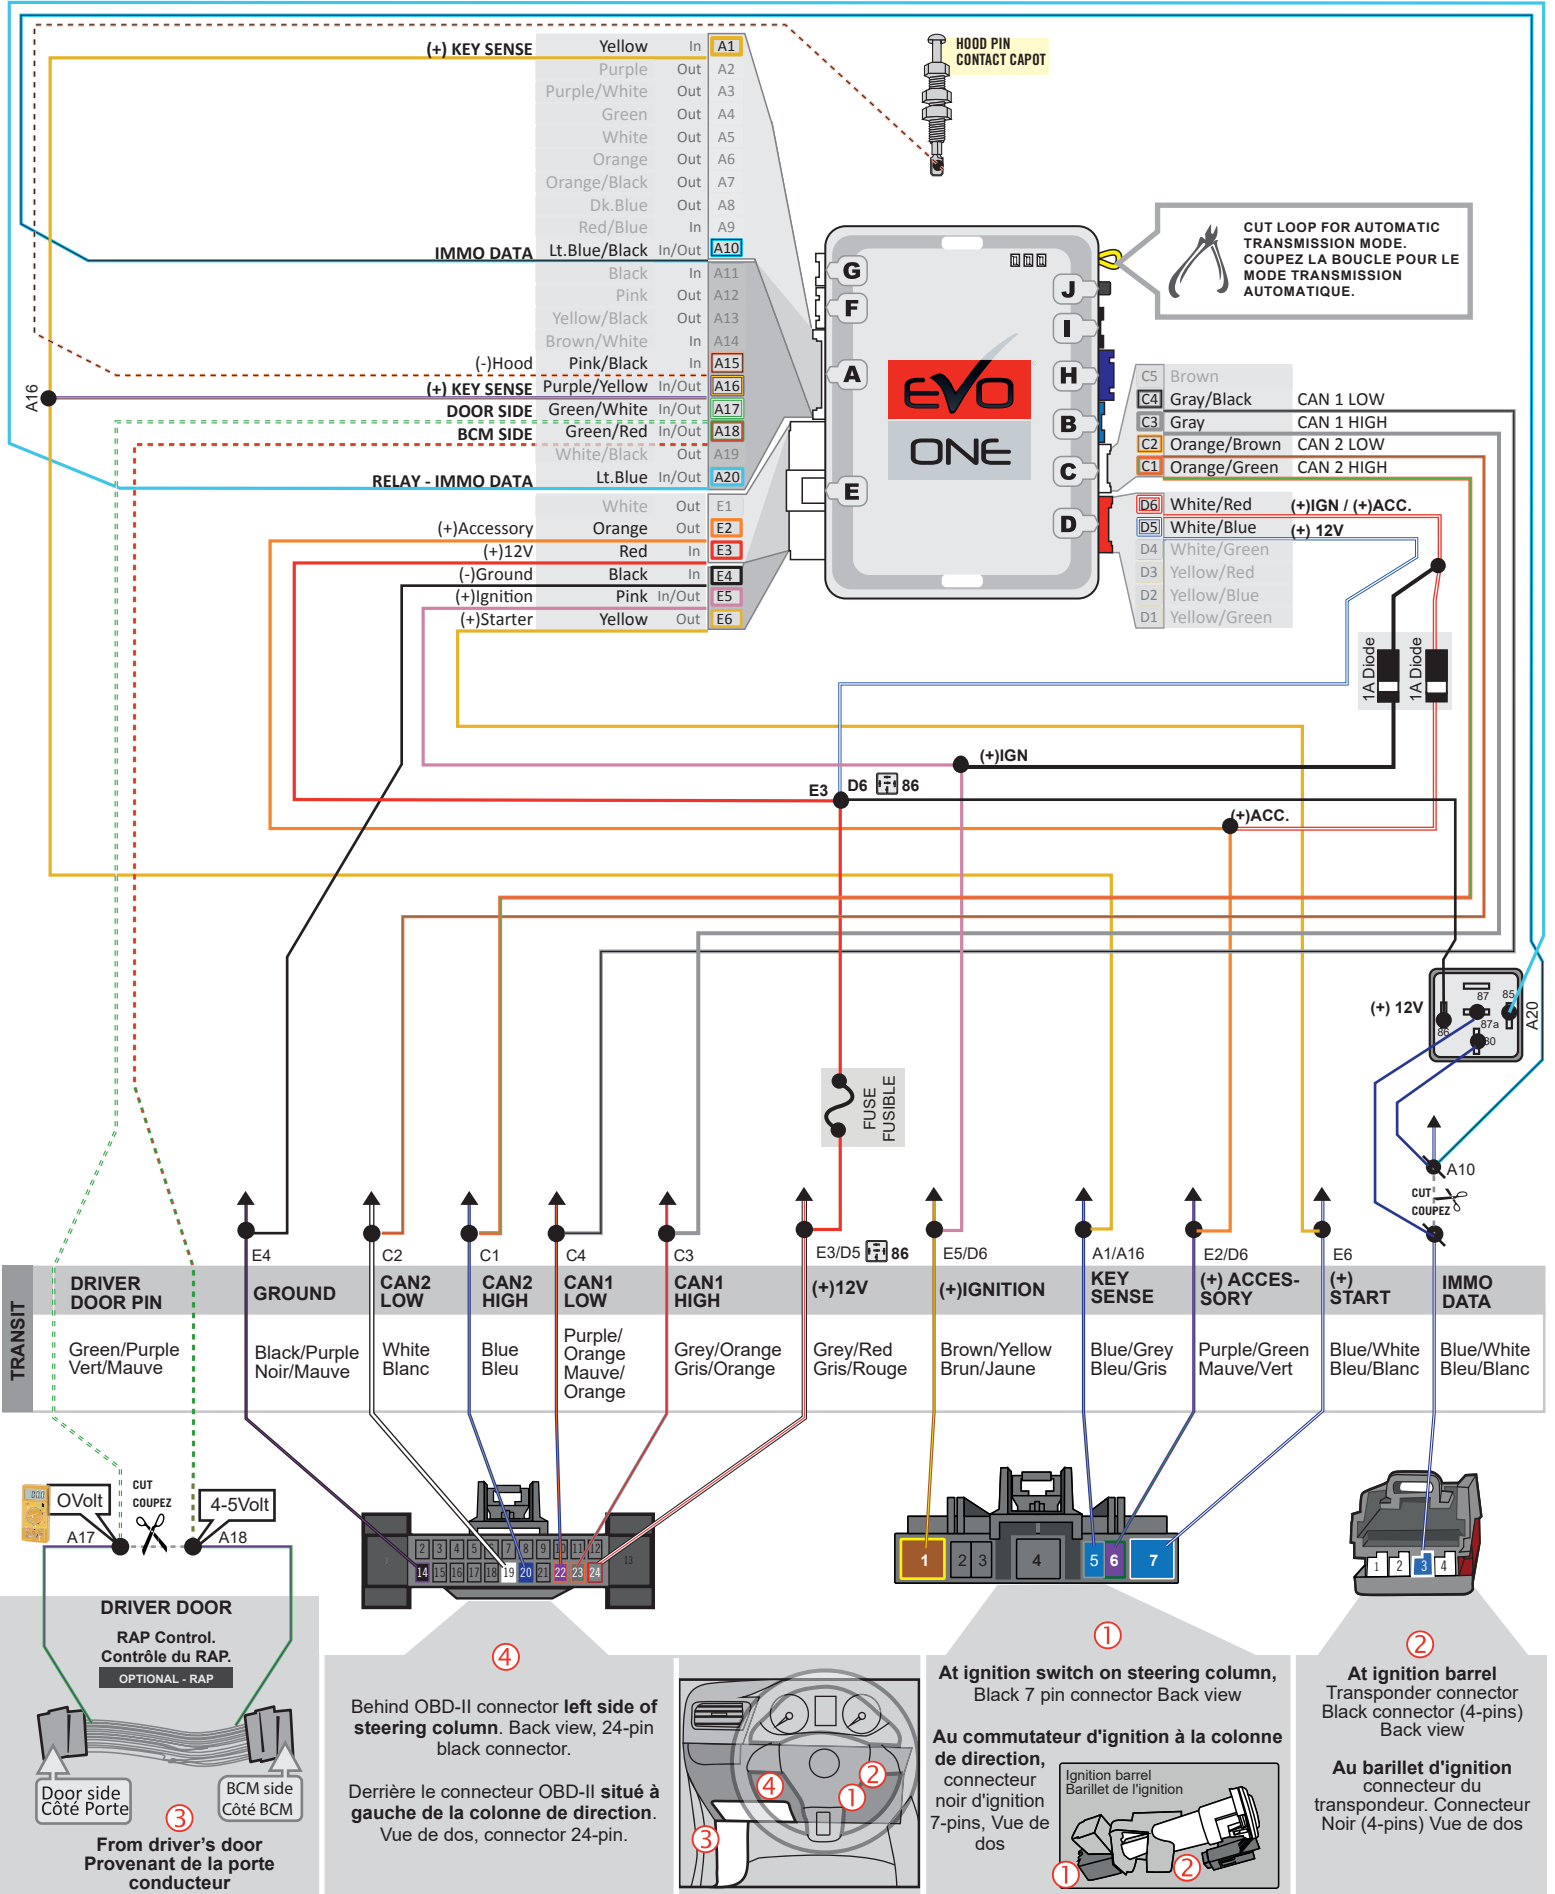 (+) KEY SENSE Yellow In A1
Purple Out A2
Purple/White Out A3
Green Out A4
White Out A5
Orange Out A6
Orange/Black Out A7
Dk.Blue Out A8
Red/Blue In A9
IMMO DATA Lt.Blue/Black In/Out A10
Black In A11
Pink Out A12
Yellow/Black Out A13
Brown/White In A14
(-)Hood Pink/Black In A15
(+) KEY SENSE Purple/Yellow In/Out A16
DOOR SIDE Green/White In/Out A17
BCM SIDE Green/Red In/Out A18
White/Black Out A19
RELAY - IMMO DATA Lt.Blue In/Out A20
White Out E1
(+)Accessory Orange Out E2
(+)12V Red In E3
(-)Ground Black In E4
(+)Ignition Pink In/Out E5
(+)Starter Yellow Out E6
A16
HOOD PIN
CONTACT CAPOT
CUT LOOP FOR AUTOMATIC
TRANSMISSION MODE.
COUPEZ LA BOUCLE POUR LE
MODE TRANSMISSION
AUTOMATIQUE.
G
F
A
E
J
I
H
B
C
D
EVO
ONE
C5 Brown
C4 Gray/Black CAN 1 LOW
C3 Gray CAN 1 HIGH
C2 Orange/Brown CAN 2 LOW
C1 Orange/Green CAN 2 HIGH
D6 White/Red (+)IGN / (+)ACC.
D5 White/Blue (+) 12V
D4 White/Green
D3 Yellow/Red
D2 Yellow/Blue
D1 Yellow/Green
1A Diode
1A Diode
(+)IGN
E3 D6 86
(+)ACC.
(+) 12V
87
85
87a
86
30
A20
FUSE
FUSIBLE
A10
CUT
COUPEZ
E4
C2
C1
C4
C3
E3/D5 86
E5/D6
A1/A16
E2/D6
E6
TRANSIT
DRIVER
DOOR PIN
GROUND
CAN2
LOW
CAN2
HIGH
CAN1
LOW
CAN1
HIGH
(+)12V
(+)IGNITION
KEY
SENSE
(+) ACCES-
SORY
(+)
START
IMMO
DATA
Green/Purple
Vert/Mauve
Black/Purple
Noir/Mauve
White
Blanc
Blue
Bleu
Purple/
Orange
Mauve/
Orange
Grey/Orange
Gris/Orange
Grey/Red
Gris/Rouge
Brown/Yellow
Brun/Jaune
Blue/Grey
Bleu/Gris
Purple/Green
Mauve/Vert
Blue/White
Bleu/Blanc
Blue/White
Bleu/Blanc
OVolt
CUT
COUPEZ
4-5Volt
A17
A18
1 2 3 4 5 6 7 8 9 10 11 12 13
14 15 16 17 18 19 20 21 22 23 24
1 2 3 4 5 6 7
1 2 3 4
DRIVER DOOR
RAP Control.
Contrôle du RAP.
OPTIONAL - RAP
Door side
Côté Porte
BCM side
Côté BCM
3
From driver's door
Provenant de la porte
conducteur
4
Behind OBD-II connector left side of
steering column. Back view, 24-pin
black connector.
Derrière le connecteur OBD-II situé à
gauche de la colonne de direction.
Vue de dos, connector 24-pin.
4
2
1
3
1
At ignition switch on steering column,
Black 7 pin connector Back view
Au commutateur d'ignition à la colonne
de direction,
connecteur
noir d'ignition
7-pins, Vue de
dos
Ignition barrel
Barillet de l'ignition
1
2
2
At ignition barrel
Transponder connector
Black connector (4-pins)
Back view
Au barillet d'ignition
connecteur du
transpondeur. Connecteur
Noir (4-pins) Vue de dos